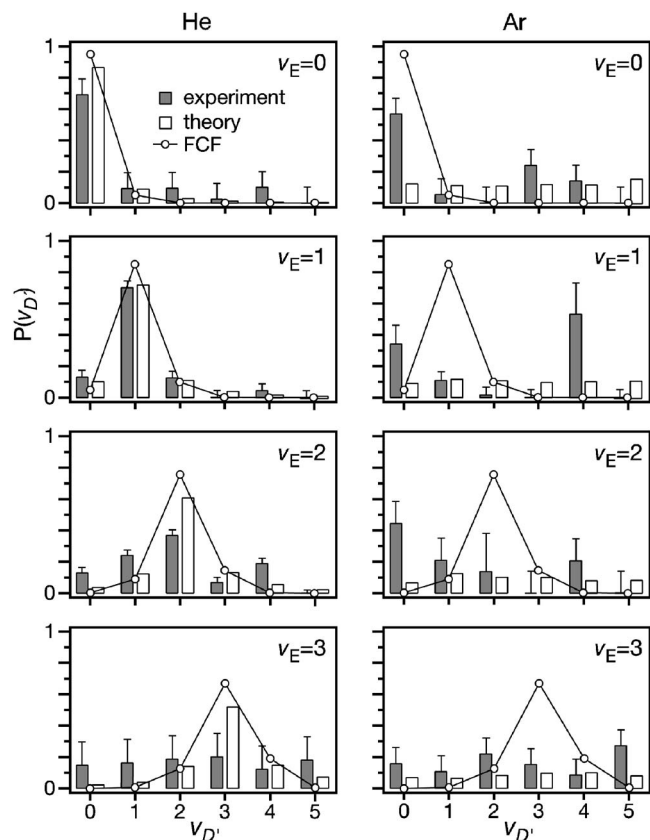 He
Ar
1
0
v_E=0
experiment
theory
FCF
v_E=0
1
0
v_E=1
v_E=1
1
0
v_E=2
v_E=2
1
0
v_E=3
v_E=3
P(v_D')
0 1 2 3 4 5
0 1 2 3 4 5
v_D'
v_D'